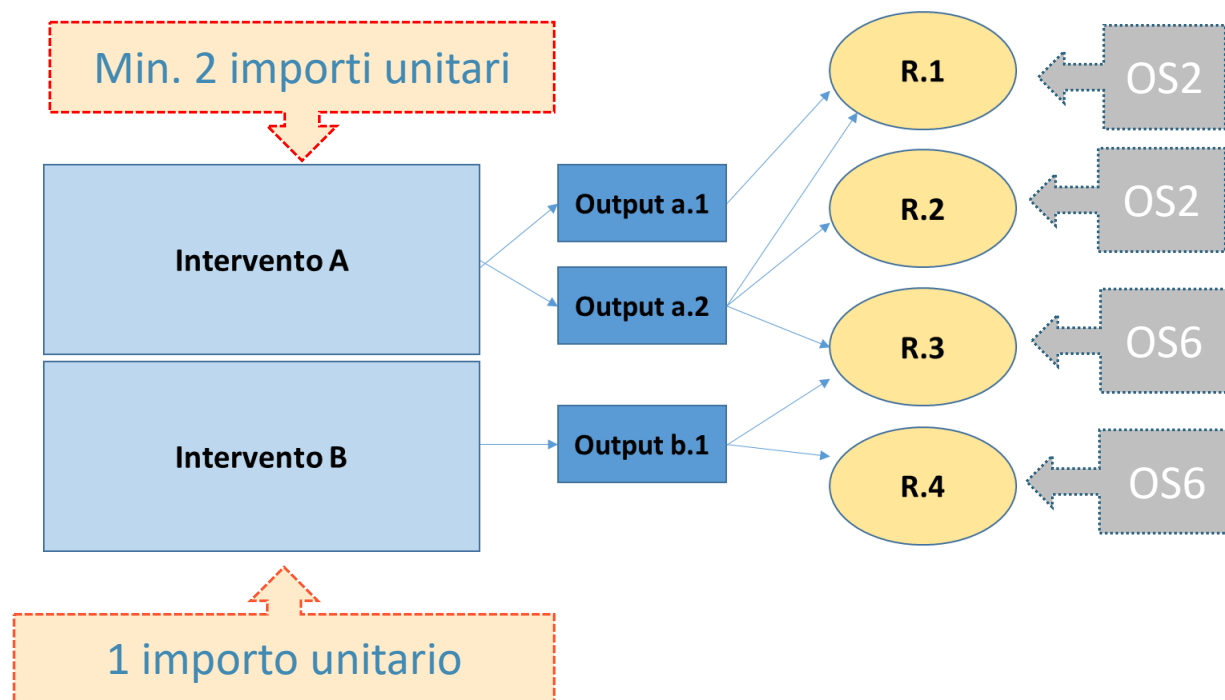 Min. 2 importi unitari
R.1
OS2
Output a.1
R.2
OS2
Intervento A
Output a.2
R.3
OS6
Intervento B
Output b.1
R.4
OS6
1 importo unitario